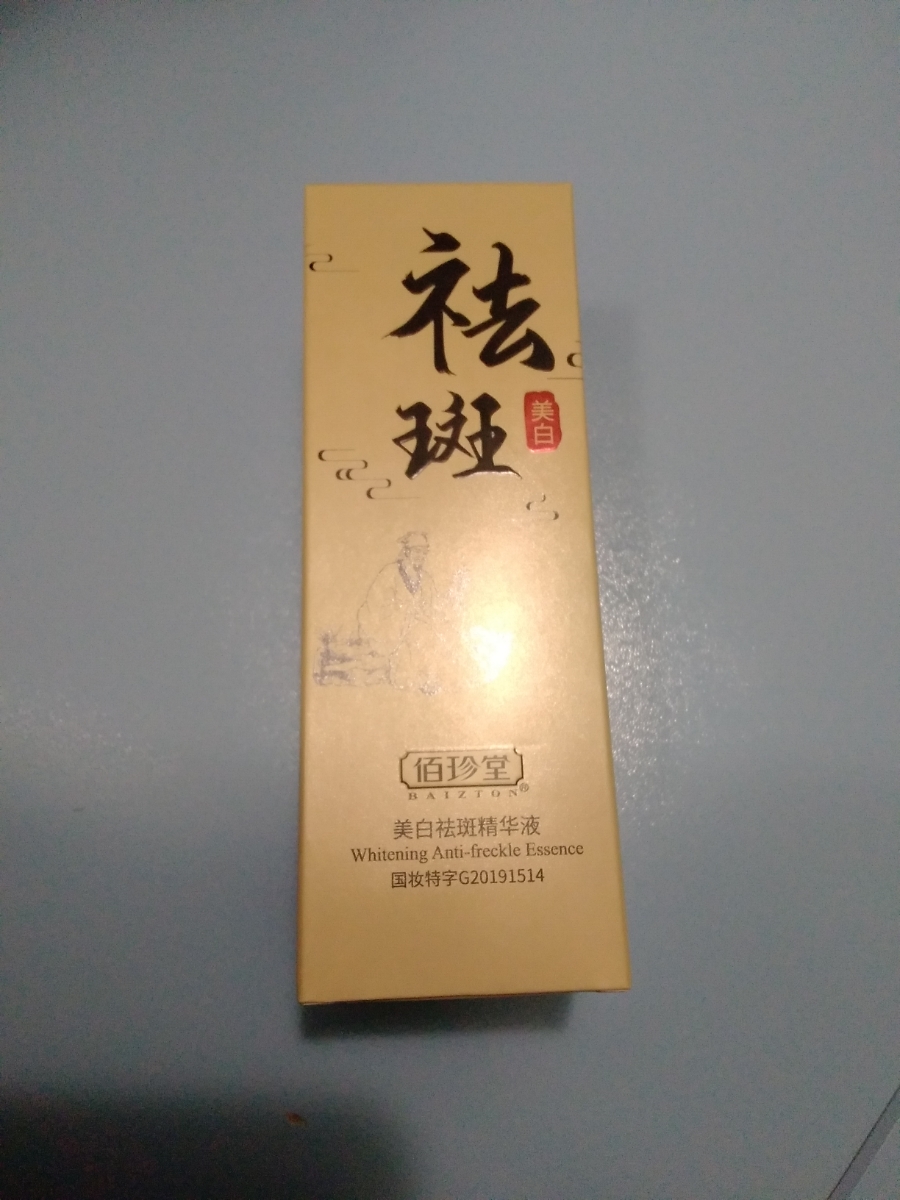 祛
斑
美白
佰珍堂
BAIZTON®
美白祛斑精华液
Whitening Anti-freckle Essence
国妆特字G20191514